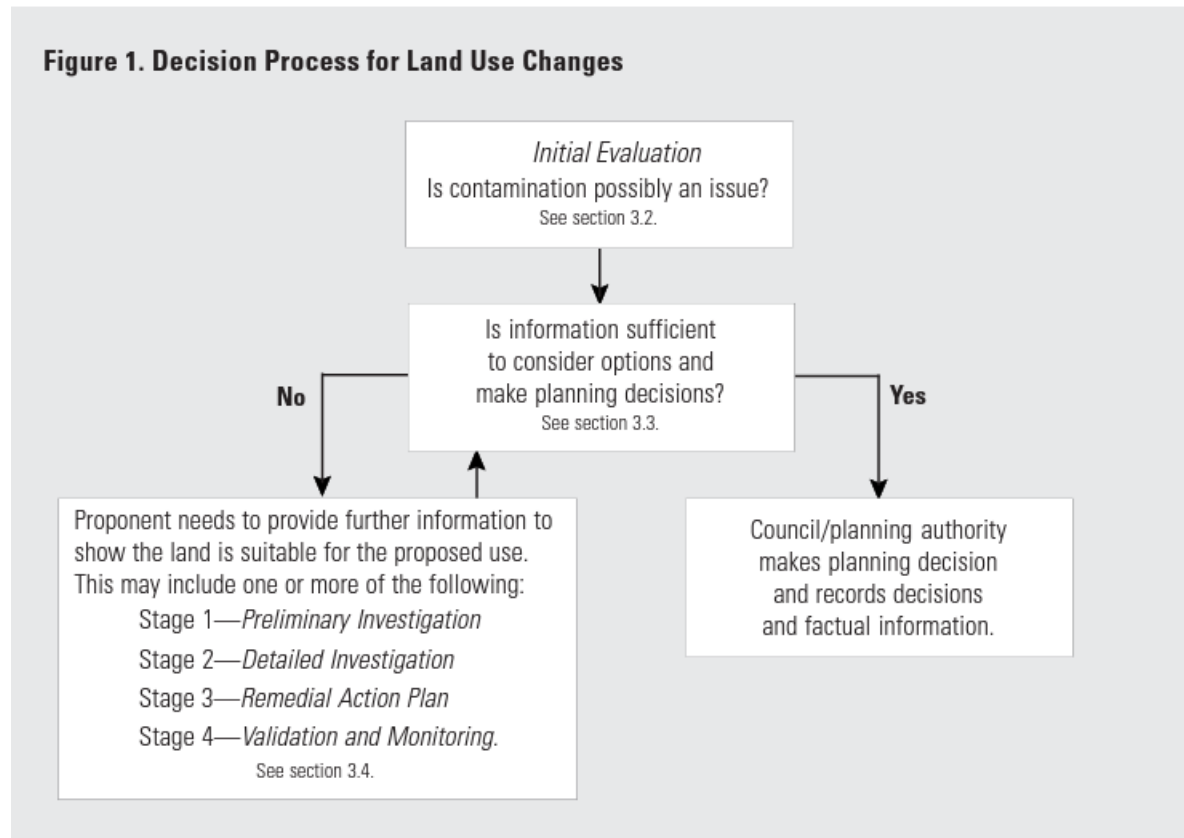 Figure 1. Decision Process for Land Use Changes
Initial Evaluation
Is contamination possibly an issue?
See section 3.2.
Is information sufficient
to consider options and
make planning decisions?
See section 3.3.
No
Yes
Proponent needs to provide further information to
show the land is suitable for the proposed use.
This may include one or more of the following:
Stage 1—Preliminary Investigation
Stage 2—Detailed Investigation
Stage 3—Remedial Action Plan
Stage 4—Validation and Monitoring.
See section 3.4.
Council/planning authority
makes planning decision
and records decisions
and factual information.